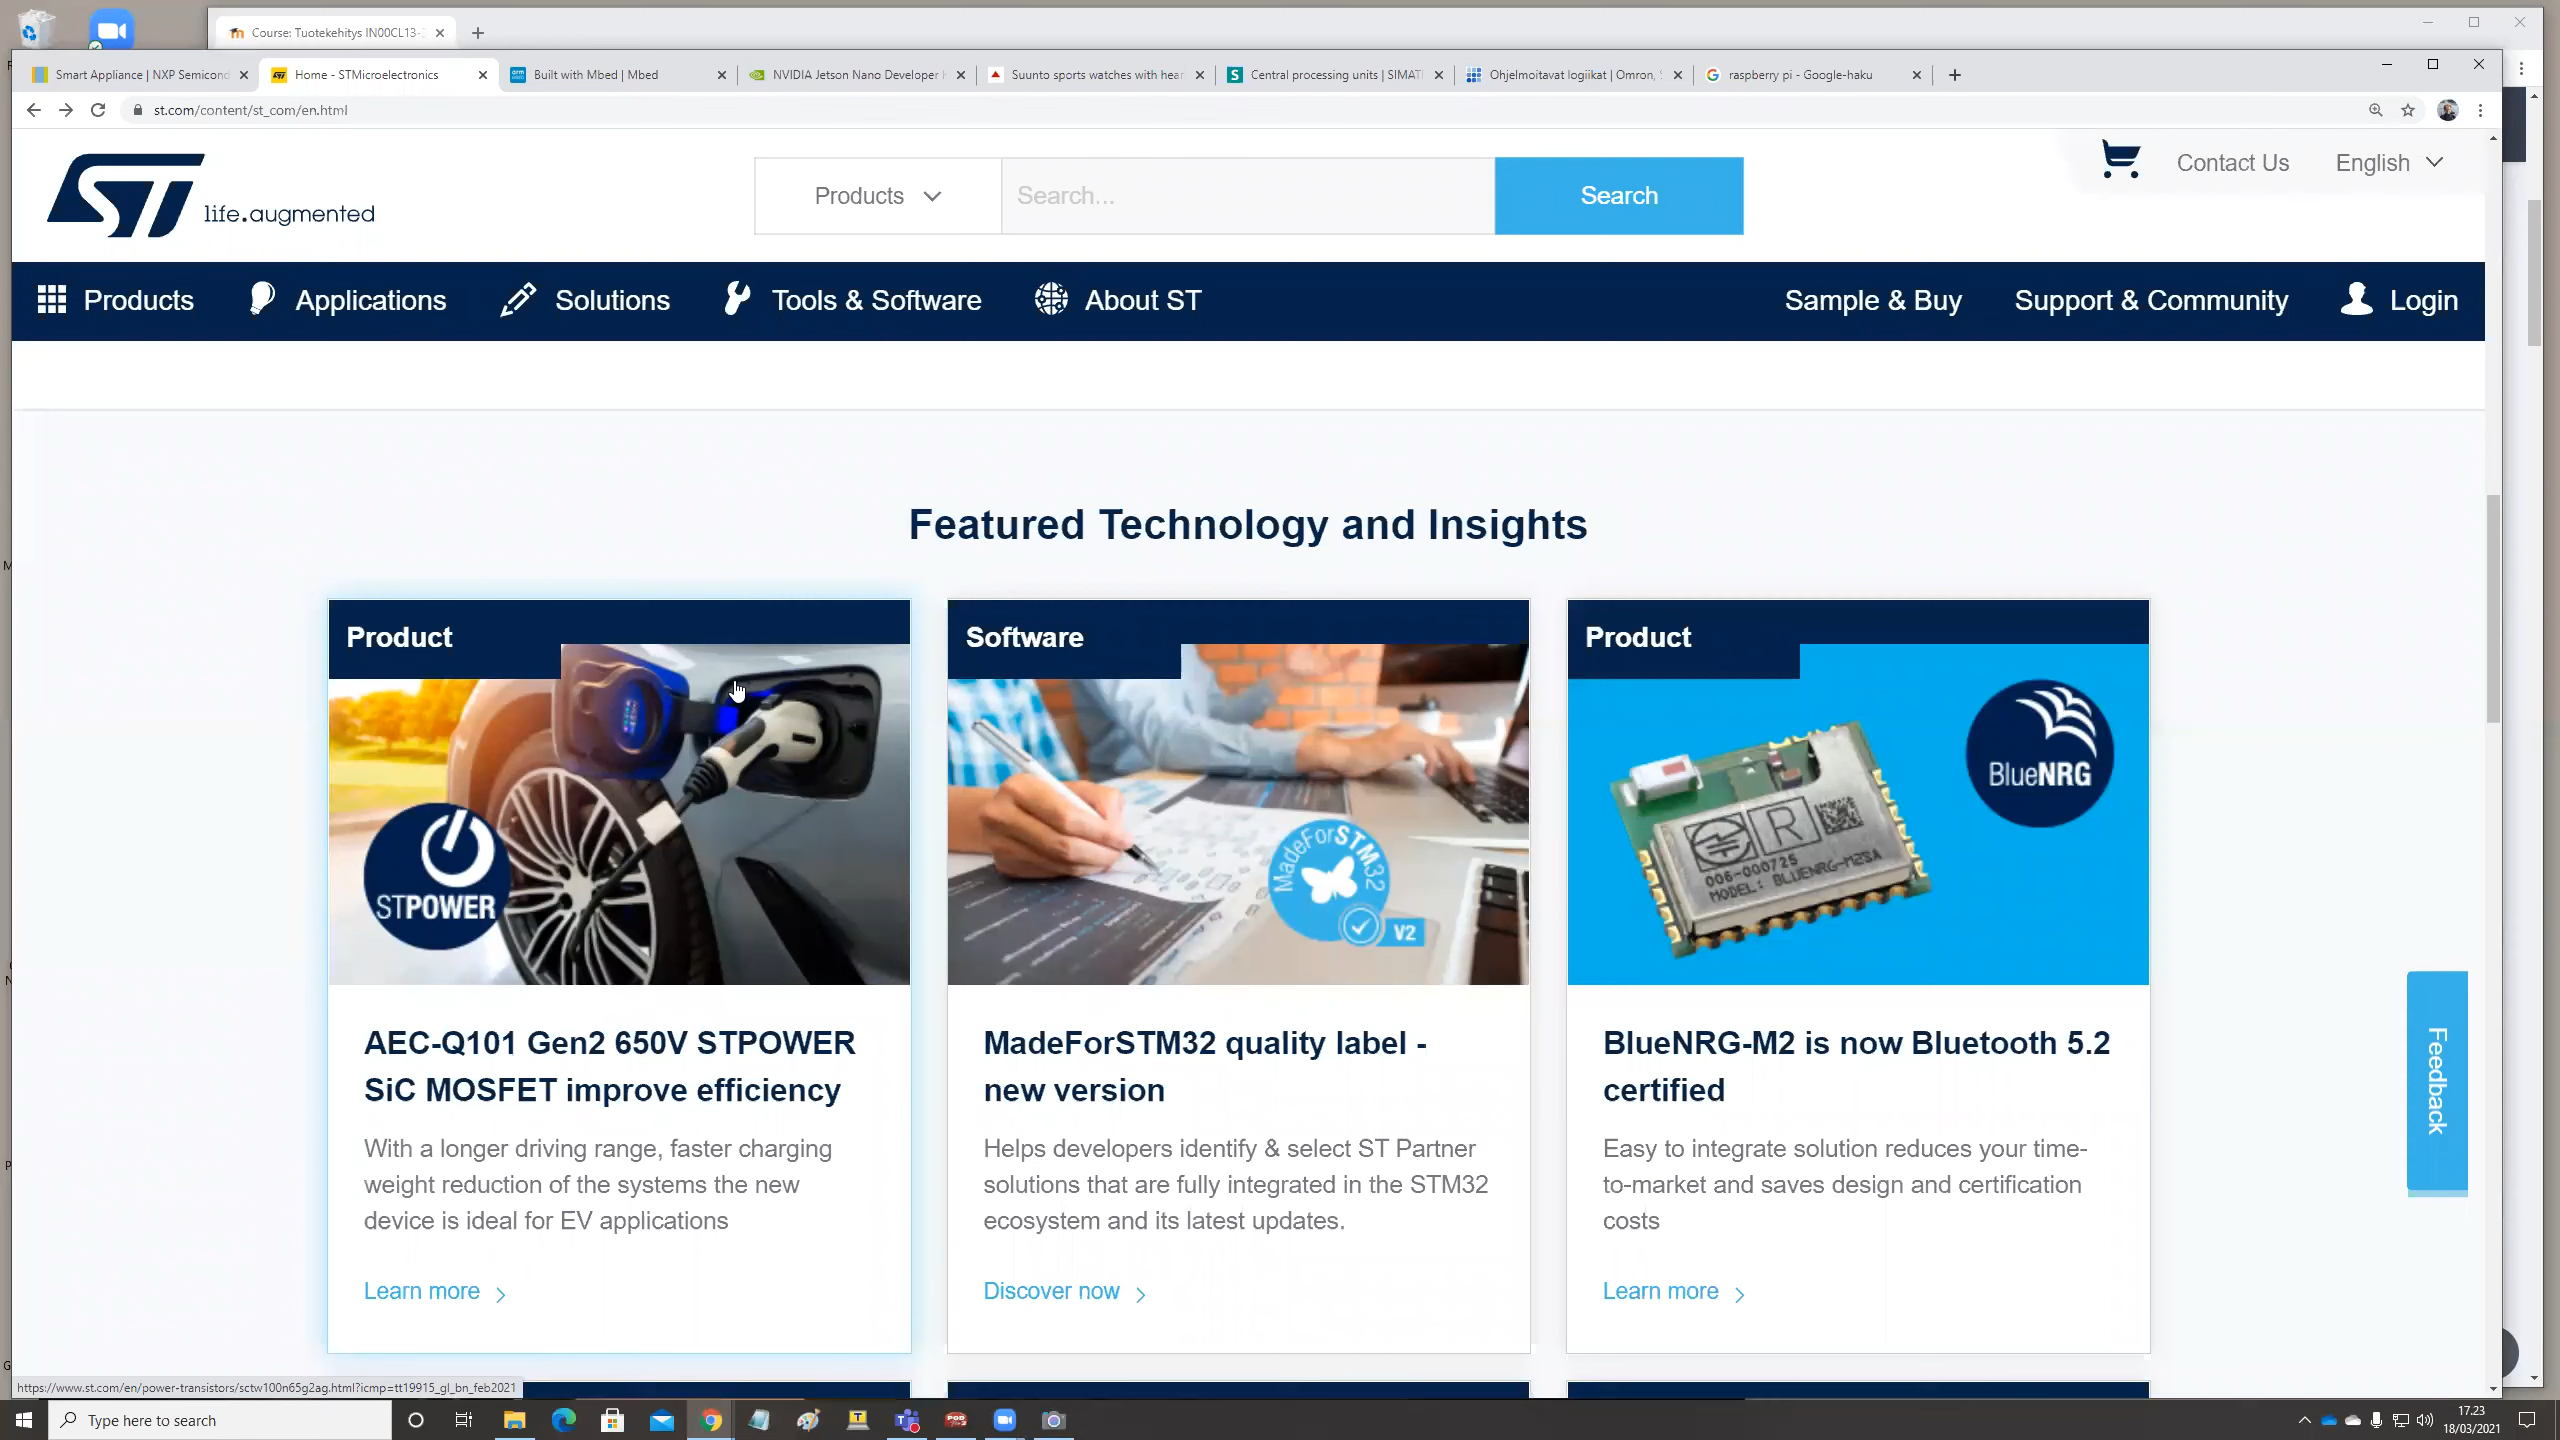 Course: Tuotekehitys IN00CL13-
Smart Appliance | NXP Semicond
Home - STMicroelectronics
Built with Mbed | Mbed
NVIDIA Jetson Nano Developer
Suunto sports watches with hear
Central processing units | SIMATI
Ohjelmoitavat logiikat | Omron,
raspberry pi - Google-haku
st.com/content/st_com/en.html
ST life.augmented
Products
Search...
Search
Contact Us
English
Products
Applications
Solutions
Tools & Software
About ST
Sample & Buy
Support & Community
Login
Featured Technology and Insights
Product
STPOWER
AEC-Q101 Gen2 650V STPOWER
SiC MOSFET improve efficiency
With a longer driving range, faster charging
weight reduction of the systems the new
device is ideal for EV applications
Learn more
Software
MadeForSTM32
V2
MadeForSTM32 quality label -
new version
Helps developers identify & select ST Partner
solutions that are fully integrated in the STM32
ecosystem and its latest updates.
Discover now
Product
BlueNRG
R
006-000725
MODEL: BLUENRG-M2SA
BlueNRG-M2 is now Bluetooth 5.2
certified
Easy to integrate solution reduces your time-
to-market and saves design and certification
costs
Learn more
Feedback
https://www.st.com/en/power-transistors/sctw100n65g2ag.html?icmp=tt19915_gl_bn_feb2021
Type here to search
17.23
18/03/2021